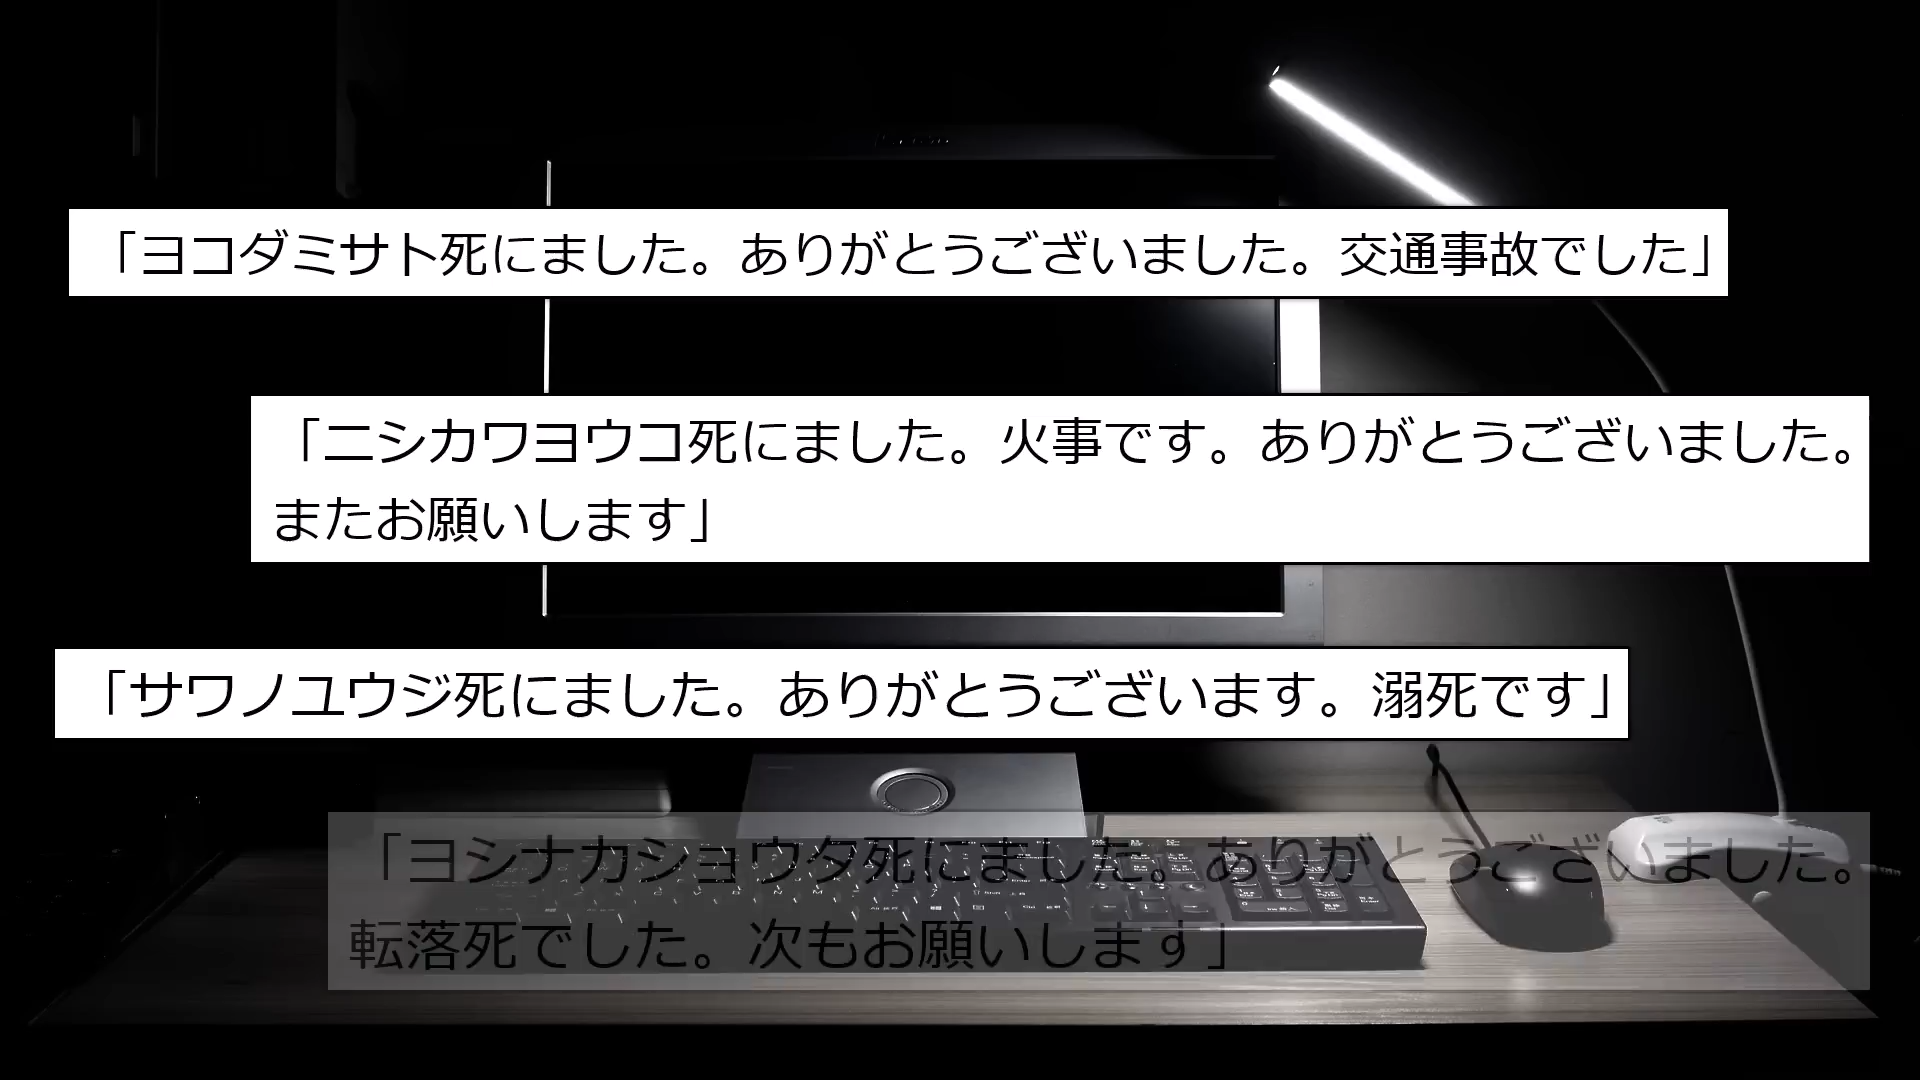 「ヨコダミサト死にました。ありがとうございました。交通事故でした」
「ニシカワヨウコ死にました。火事です。ありがとうございました。
またお願いします」
「サワノユウジ死にました。ありがとうございます。溺死です」
「ヨシナカショウタ死にました。ありがとうございました。
転落死でした。次もお願いします」